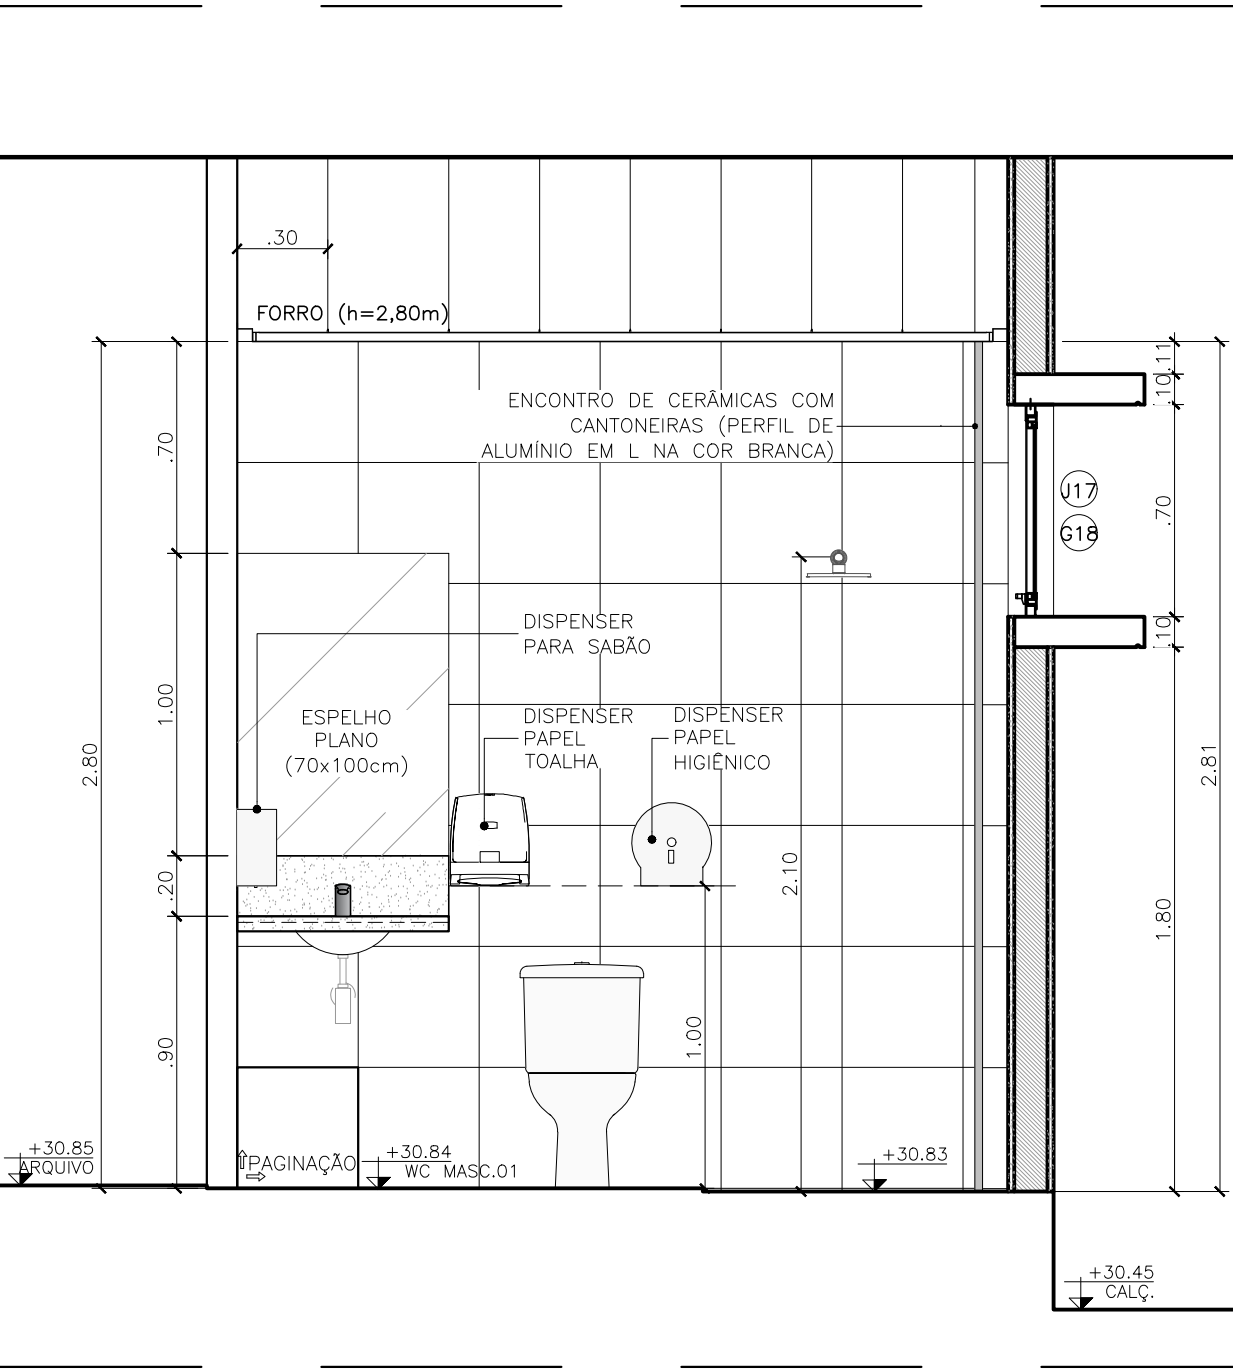 .30
FORRO (h=2,80m)
ENCONTRO DE CERÂMICAS COM
CANTONEIRAS (PERFIL DE
ALUMÍNIO EM L NA COR BRANCA)
.11
.10
.70
J17
.70
G18
.10
DISPENSER
PARA SABÃO
1.00
ESPELHO
PLANO
(70x100cm)
DISPENSER
PAPEL
TOALHA
DISPENSER
PAPEL
HIGIÊNICO
2.80
2.81
.20
2.10
1.80
.90
1.00
+30.85
ARQUIVO
PAGINAÇÃO
+30.84
WC MASC.01
+30.83
+30.45
CALÇ.